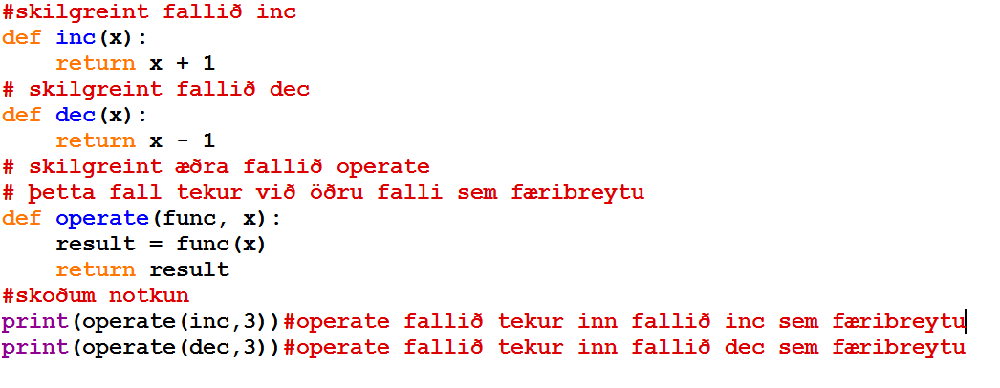 #skilgreint fallið inc
def inc(x):
    return x + 1
# skilgreint fallið dec
def dec(x):
    return x - 1
# skilgreint æðra fallið operate
# þetta fall tekur við öðru falli sem færibreytu
def operate(func, x):
    result = func(x)
    return result
#skoðum notkun
print(operate(inc,3))#operate fallið tekur inn fallið inc sem færibreytu
print(operate(dec,3))#operate fallið tekur inn fallið dec sem færibreytu